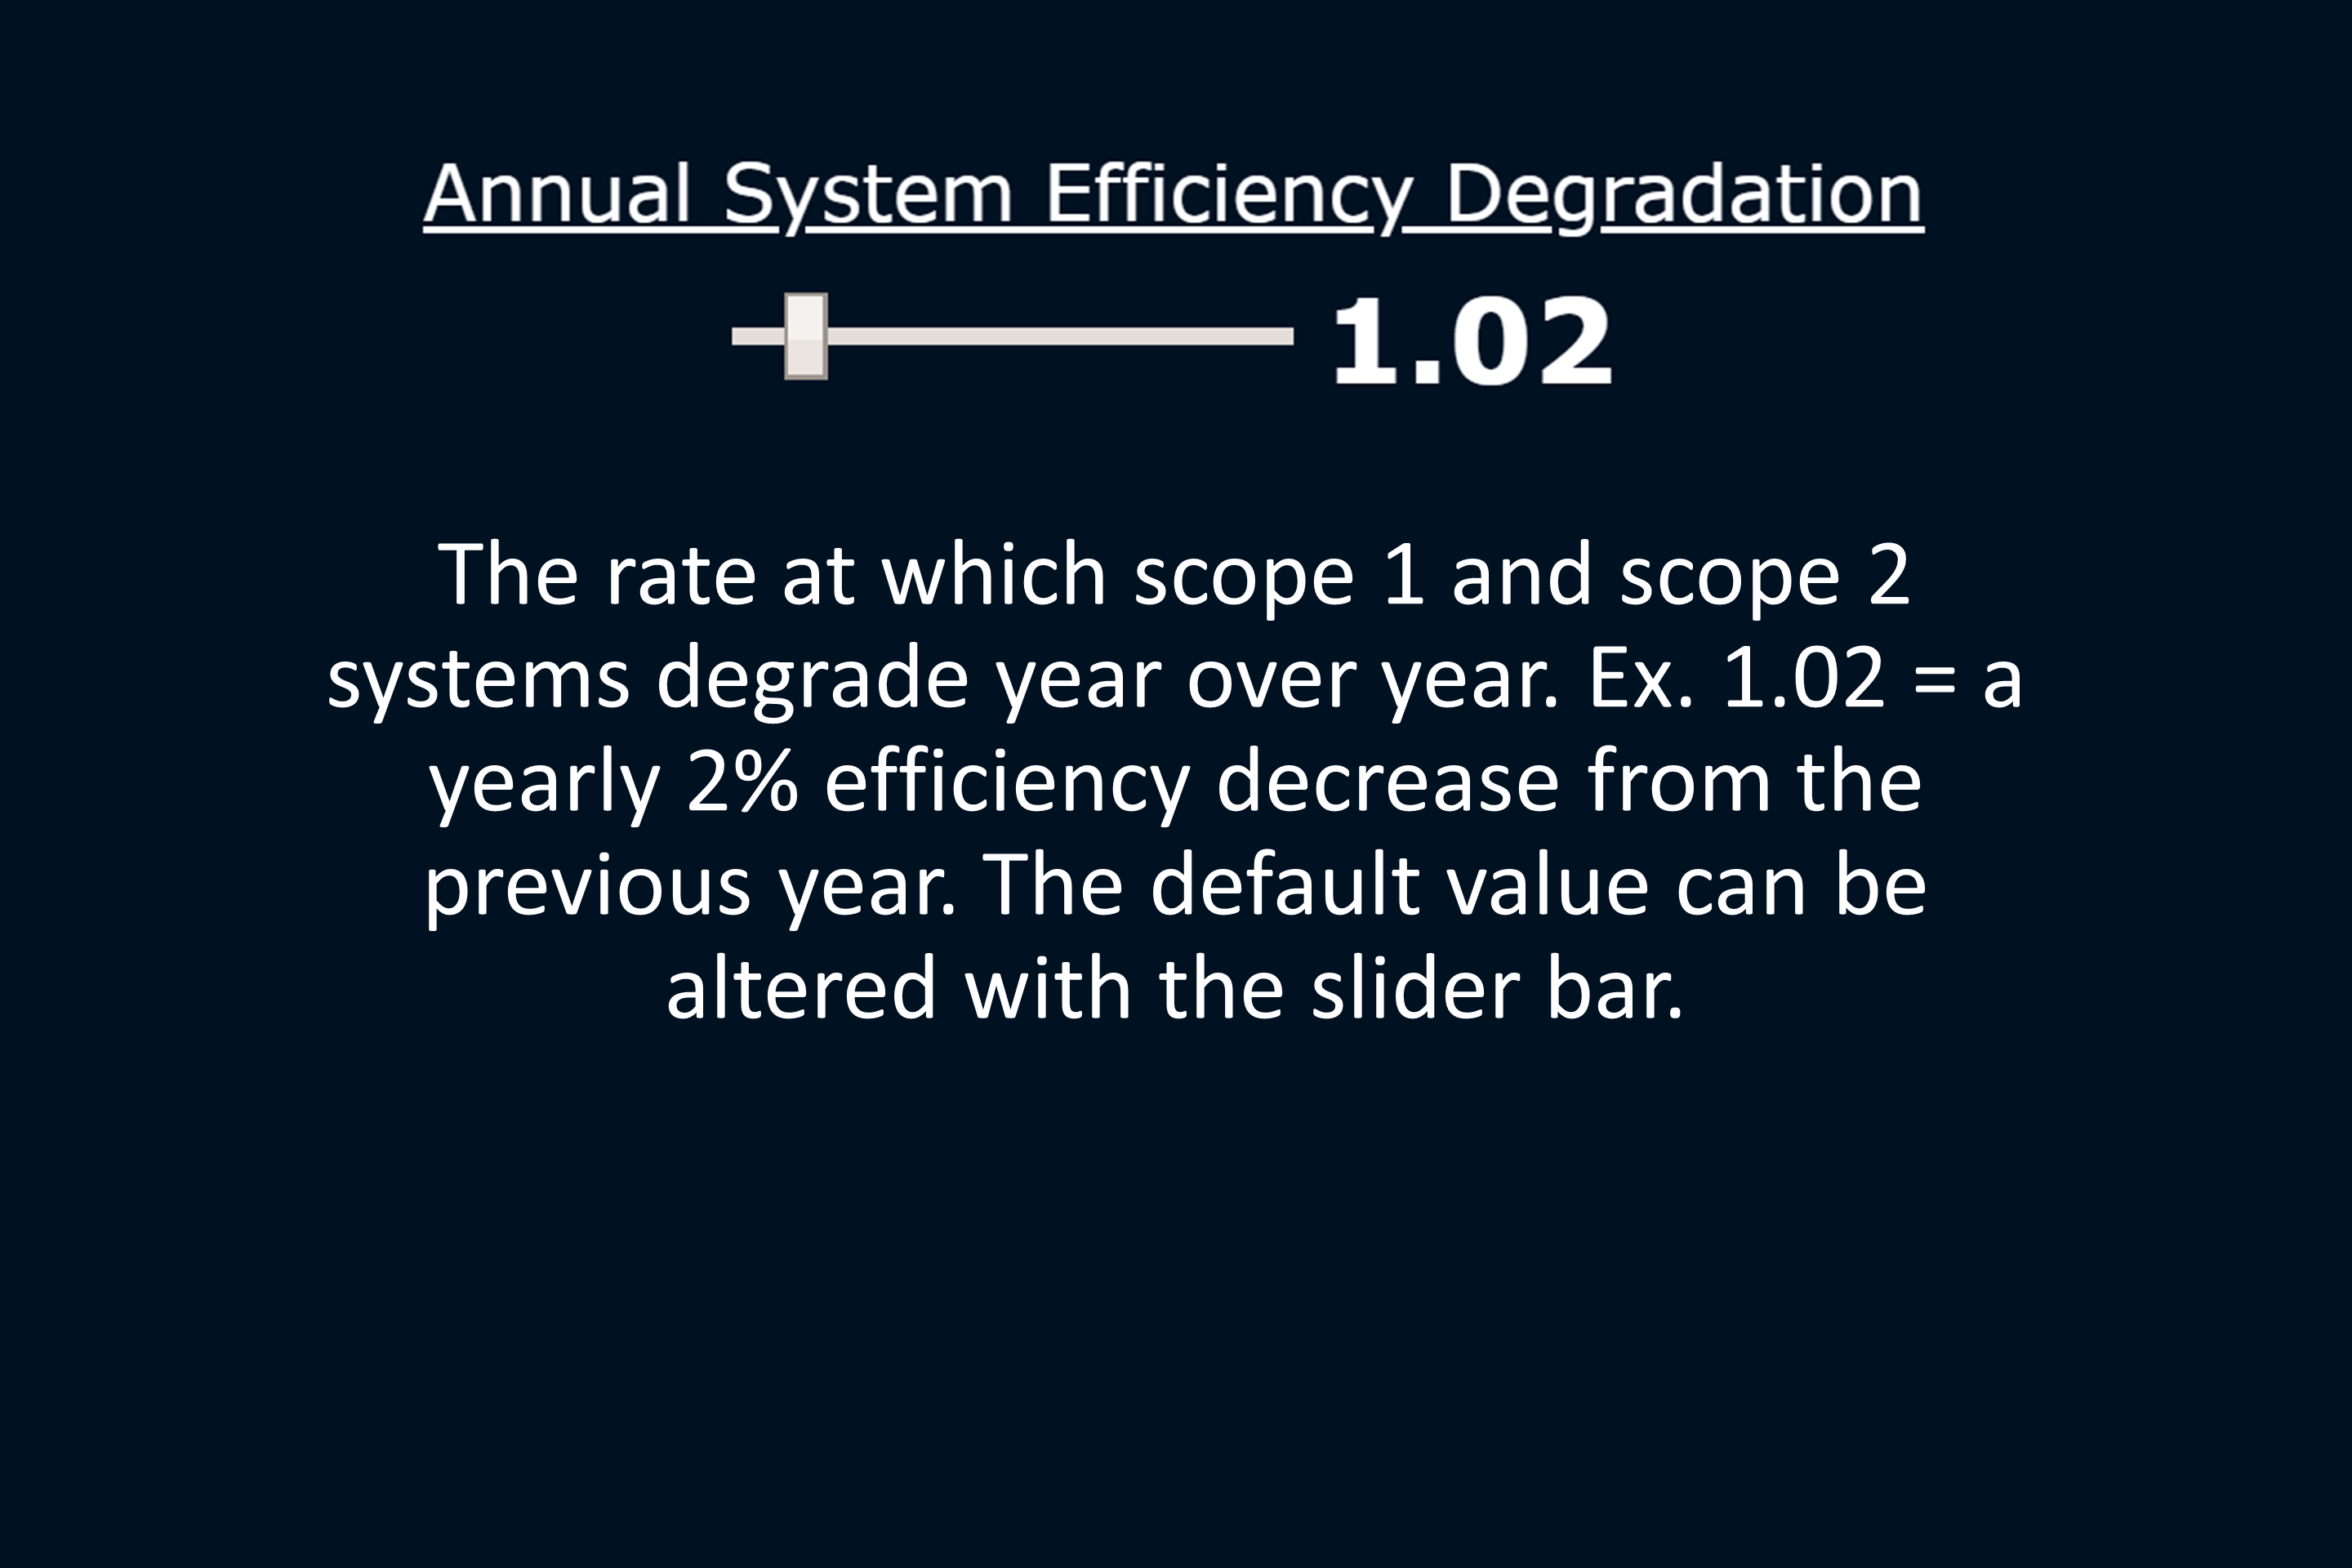 Annual System Efficiency Degradation
1.02
The rate at which scope 1 and scope 2
systems degrade year over year. Ex. 1.02 = a
yearly 2% efficiency decrease from the
previous year. The default value can be
altered with the slider bar.